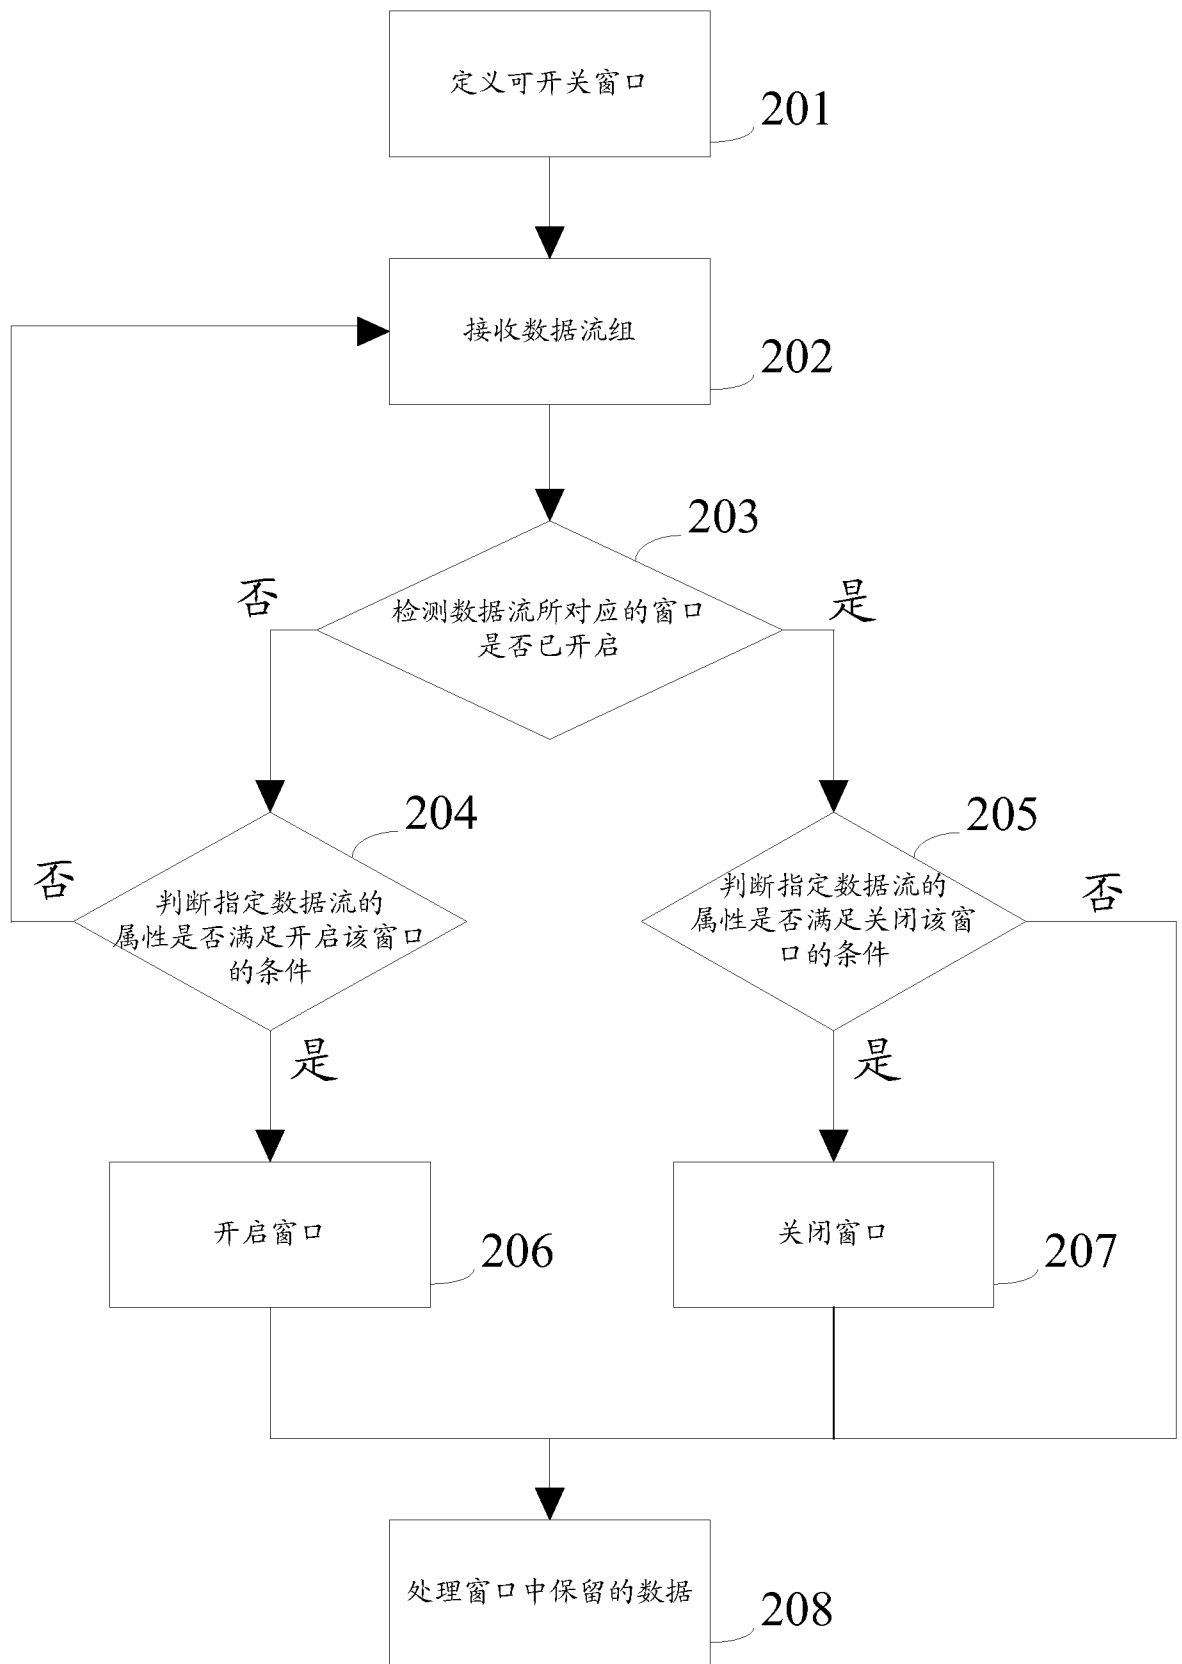 定义可开关窗口
201
接收数据流组
202
203
否
是
检测数据流所对应的窗口
是否已开启
204
205
否
判断指定数据流的
属性是否满足开启该窗口
的条件
判断指定数据流的
属性是否满足关闭该窗
口的条件
否
是
是
开启窗口
206
关闭窗口
207
处理窗口中保留的数据
208